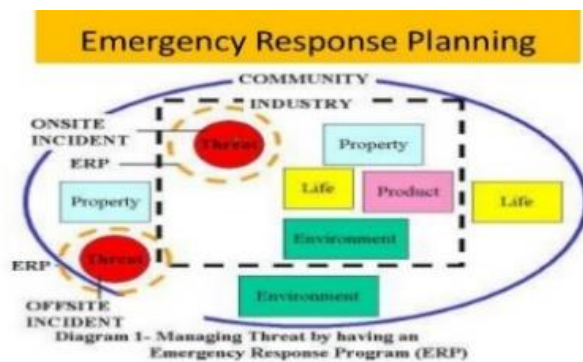 Emergency Response Planning
COMMUNITY
INDUSTRY
ONSITE
INCIDENT
Threat
ERP
Property
Life
Product
Property
Life
Environment
ERP
Threat
OFFSITE
INCIDENT
Environment
Diagram 1- Managing Threat by having an
Emergency Response Program (ERP)